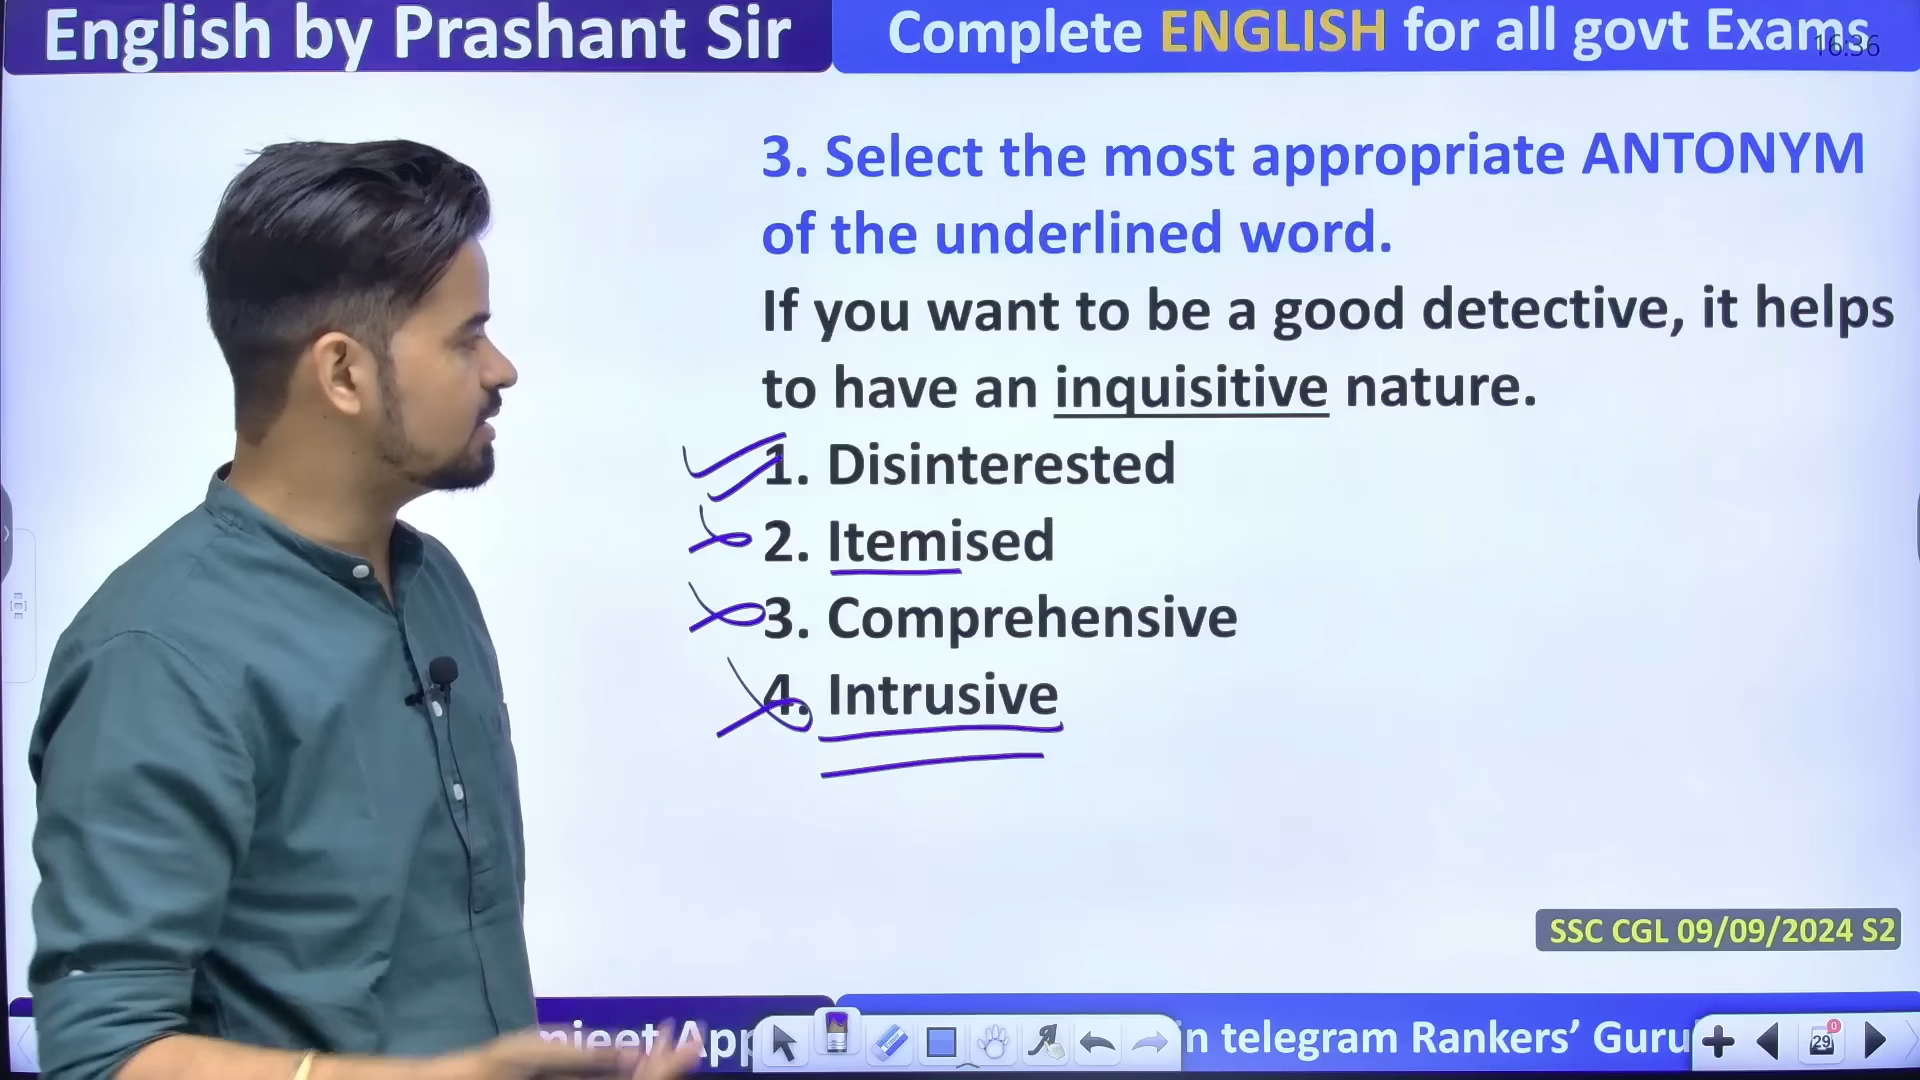 English by Prashant Sir
Complete ENGLISH for all govt Exams
16:36
3. Select the most appropriate ANTONYM
of the underlined word.
If you want to be a good detective, it helps
to have an inquisitive nature.
1. Disinterested
2. Itemised
3. Comprehensive
4. Intrusive
SSC CGL 09/09/2024 S2
in telegram Rankers’ Guru
29
0